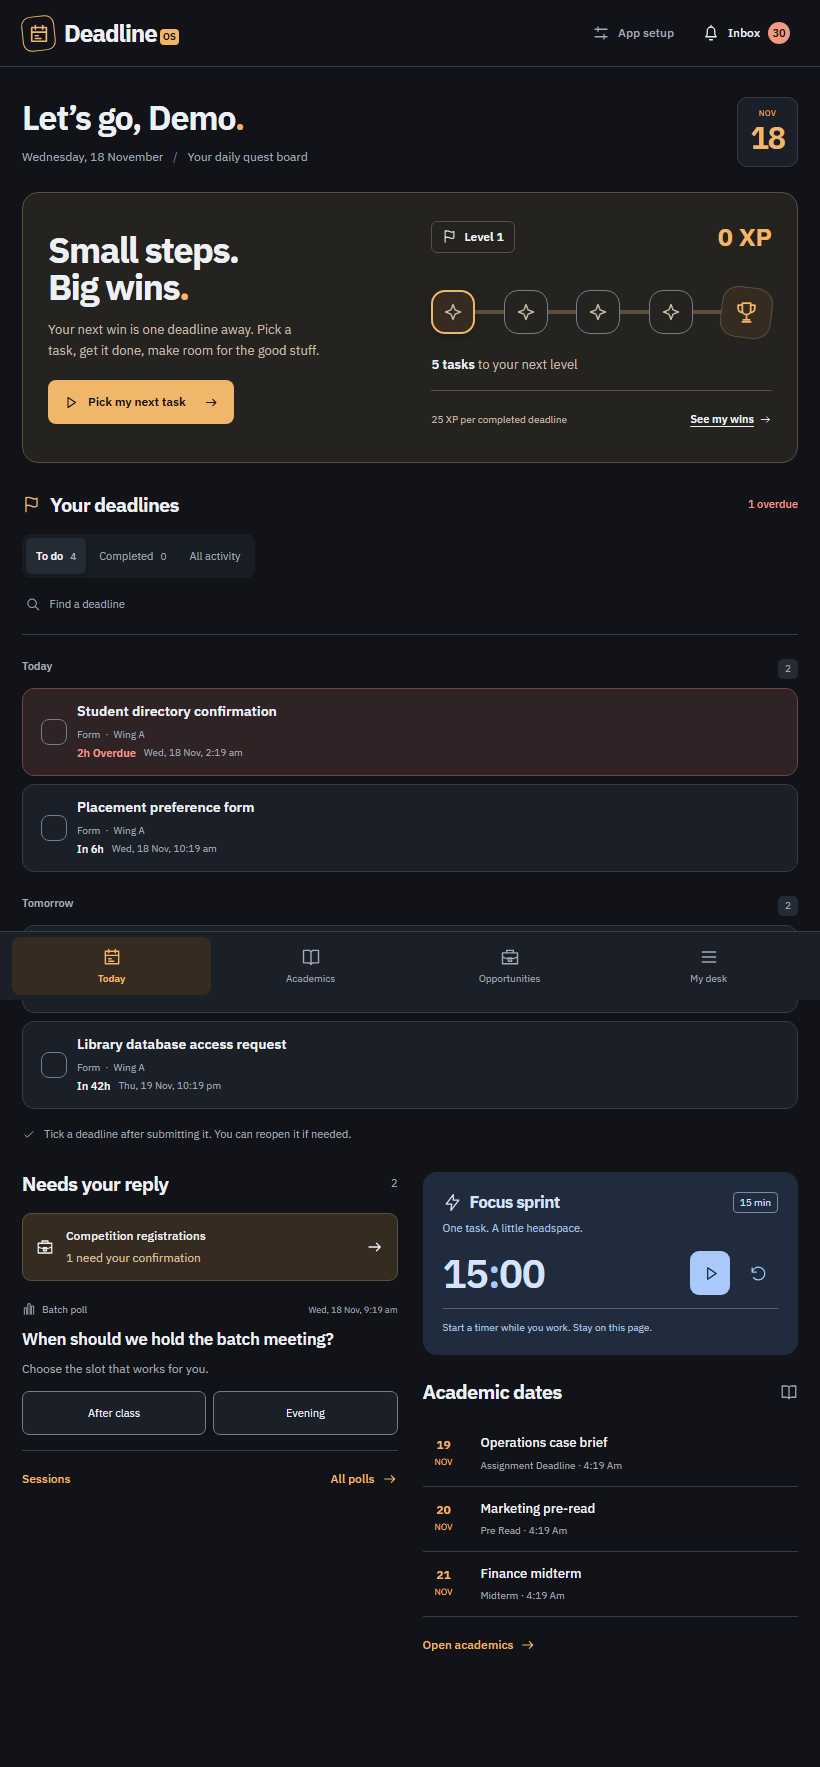 Deadline OS
App setup
Inbox 30
Let's go, Demo.
Wednesday, 18 November / Your daily quest board
NOV
18
Small steps.
Big wins.
Your next win is one deadline away. Pick a
task, get it done, make room for the good stuff.
Pick my next task
Level 1
0 XP
5 tasks to your next level
25 XP per completed deadline
See my wins
Your deadlines
1 overdue
To do 4
Completed 0
All activity
Find a deadline
Today
2
Student directory confirmation
Form · Wing A
2h Overdue Wed, 18 Nov, 2:19 am
Placement preference form
Form · Wing A
In 6h Wed, 18 Nov, 10:19 am
Tomorrow
2
Today
Academics
Opportunities
My desk
Library database access request
Form · Wing A
In 42h Thu, 19 Nov, 10:19 pm
Tick a deadline after submitting it. You can reopen it if needed.
Needs your reply
2
Competition registrations
1 need your confirmation
Batch poll
Wed, 18 Nov, 9:19 am
When should we hold the batch meeting?
Choose the slot that works for you.
After class
Evening
Sessions
All polls
Focus sprint
15 min
One task. A little headspace.
15:00
Start a timer while you work. Stay on this page.
Academic dates
19
NOV
Operations case brief
Assignment Deadline · 4:19 Am
20
NOV
Marketing pre-read
Pre Read · 4:19 Am
21
NOV
Finance midterm
Midterm · 4:19 Am
Open academics